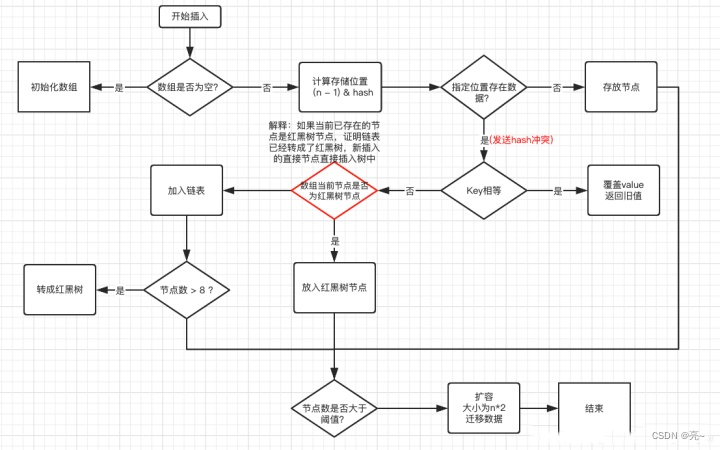 开始插入
初始化数组
是
数组是否为空?
否
计算存储位置
(n - 1) & hash
指定位置存在数
据?
否
存放节点
解释：如果当前已存在的节
点是红黑树节点，证明链表
已经转成了红黑树，新插入
的直接节点直接插入树中
是(发送hash冲突)
加入链表
数组当前节点是否
为红黑树节点
否
Key相等
是
覆盖value
返回旧值
是
转成红黑树
是
节点数 > 8 ?
放入红黑树节点
节点数是否大于
阈值?
扩容
大小为n*2
迁移数据
结束
CSDN @亮~